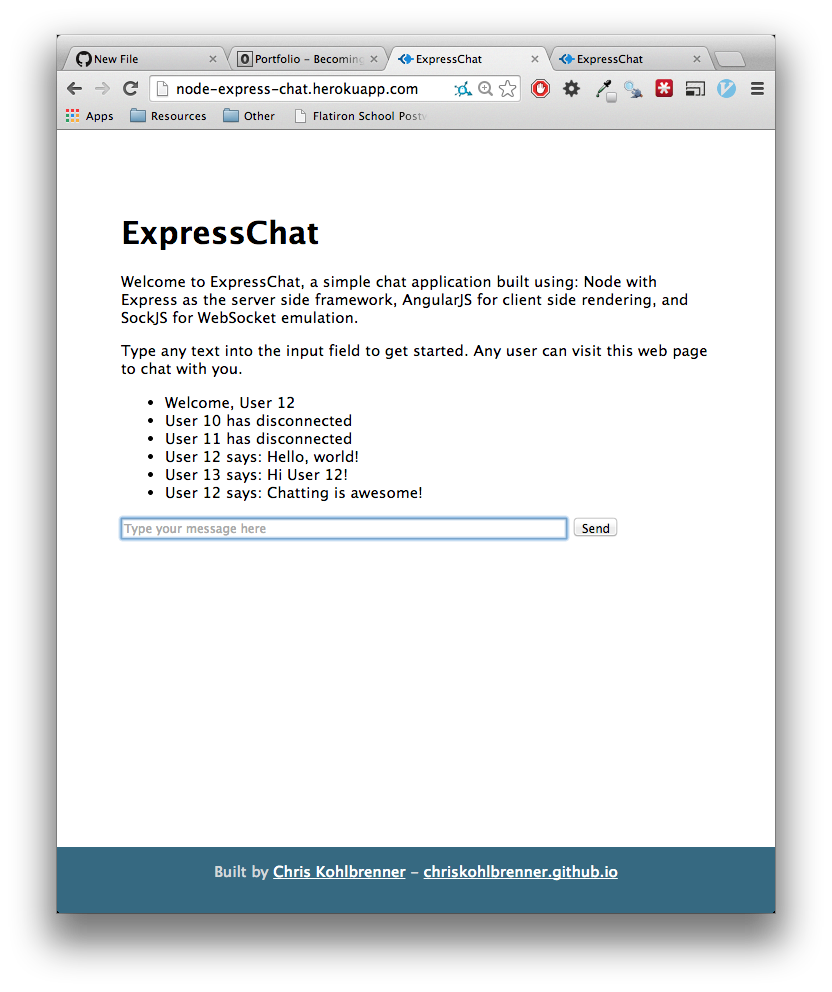 New File
Portfolio – Becoming
ExpressChat
ExpressChat
node-express-chat.herokuapp.com
Apps
Resources
Other
Flatiron School Postw
ExpressChat
Welcome to ExpressChat, a simple chat application built using: Node with
Express as the server side framework, AngularJS for client side rendering, and
SockJS for WebSocket emulation.
Type any text into the input field to get started. Any user can visit this web page
to chat with you.
• Welcome, User 12
• User 10 has disconnected
• User 11 has disconnected
• User 12 says: Hello, world!
• User 13 says: Hi User 12!
• User 12 says: Chatting is awesome!
Type your message here
Send
Built by Chris Kohlbrenner – chriskohlbrenner.github.io